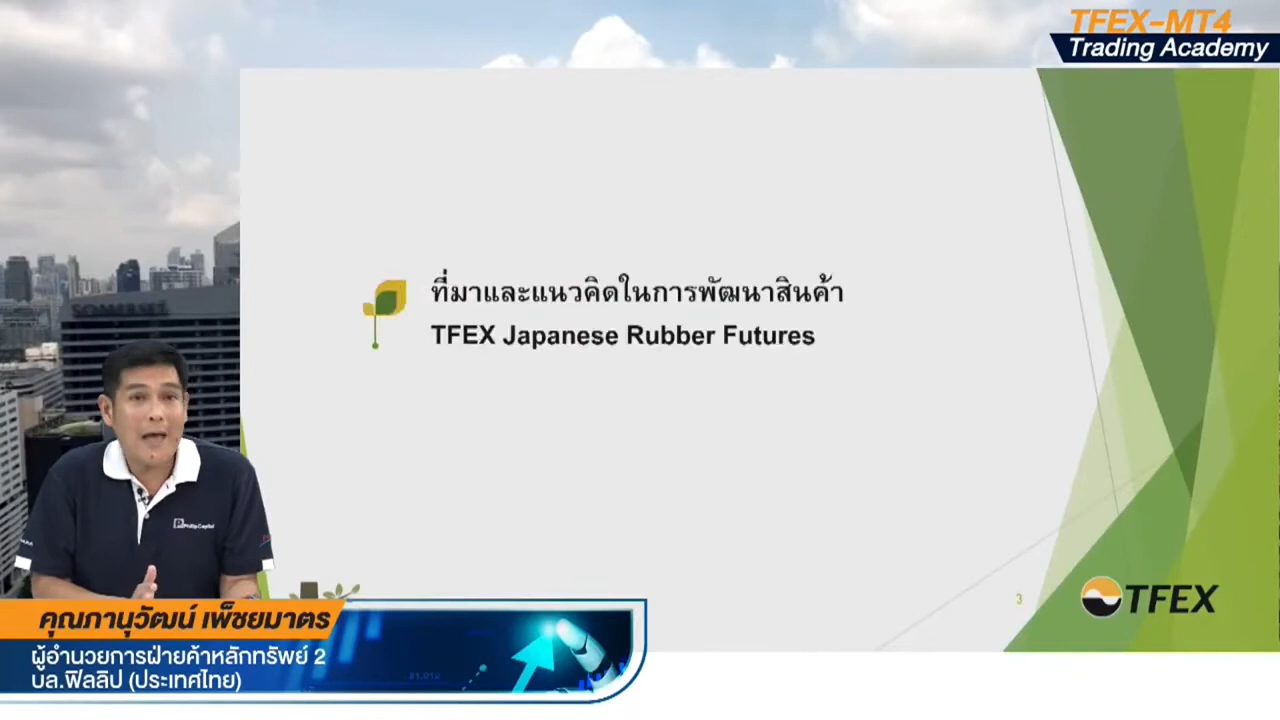 TFEX-MT4
Trading Academy
SOMERSET
ที่มาและแนวคิดในการพัฒนาสินค้า
TFEX Japanese Rubber Futures
PhillipCapital
3
TFEX
คุณภานุวัฒน์ เพ็ชยมาตร
ผู้อำนวยการฝ่ายค้าหลักทรัพย์ 2
บล.ฟิลลิป (ประเทศไทย)